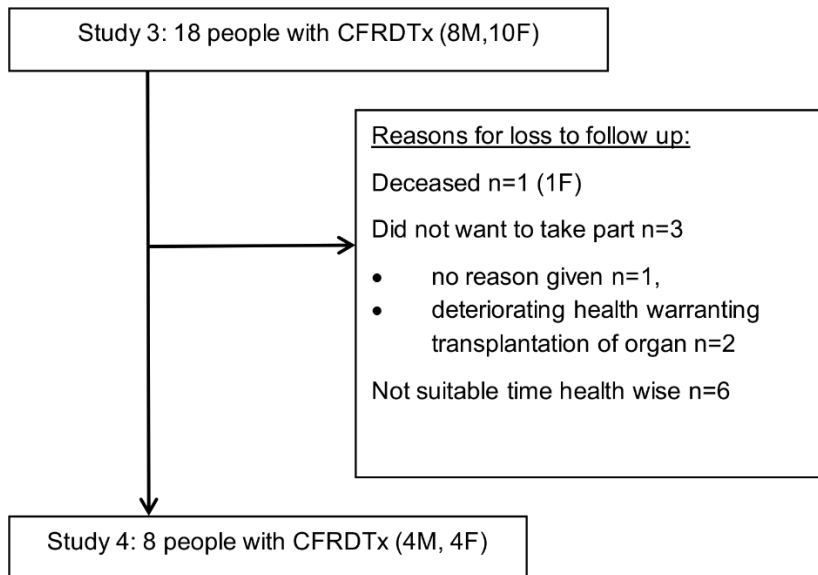 Study 3: 18 people with CFRDTx (8M,10F)
Reasons for loss to follow up:
Deceased n=1 (1F)
Did not want to take part n=3
• no reason given n=1,
• deteriorating health warranting
transplantation of organ n=2
Not suitable time health wise n=6
Study 4: 8 people with CFRDTx (4M, 4F)